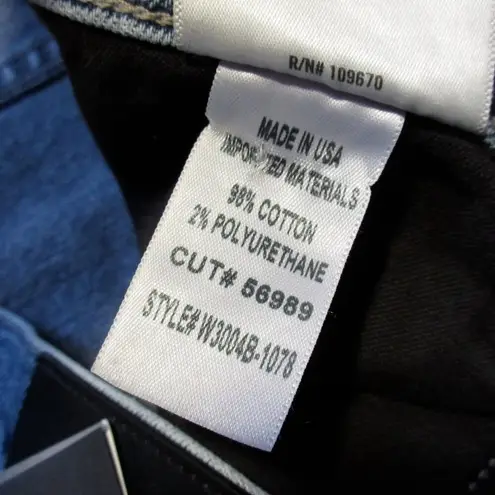 R/N# 109670
MADE IN USA
IMPORTED MATERIALS
98% COTTON
2% POLYURETHANE
CUT# 56989
STYLE# W3004B-1078